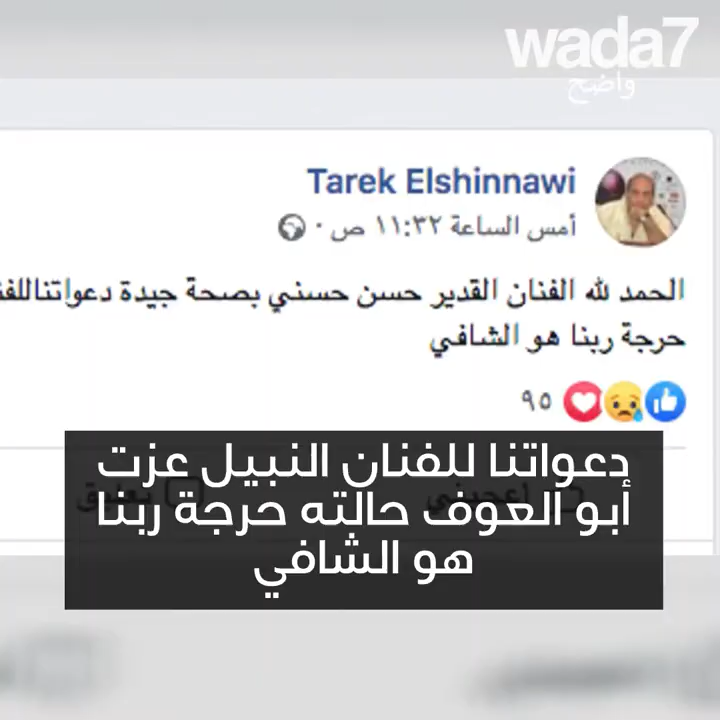 wada7
واضح
Tarek Elshinnawi
أمس الساعة ١١:٣٢ ص ·
الحمد لله الفنان القدير حسن حسني بصحة جيدة دعواتناللفن
حرجة ربنا هو الشافي
٩٥
دعواتنا للفنان النبيل عزت
أبو العوف حالته حرجة ربنا
هو الشافي